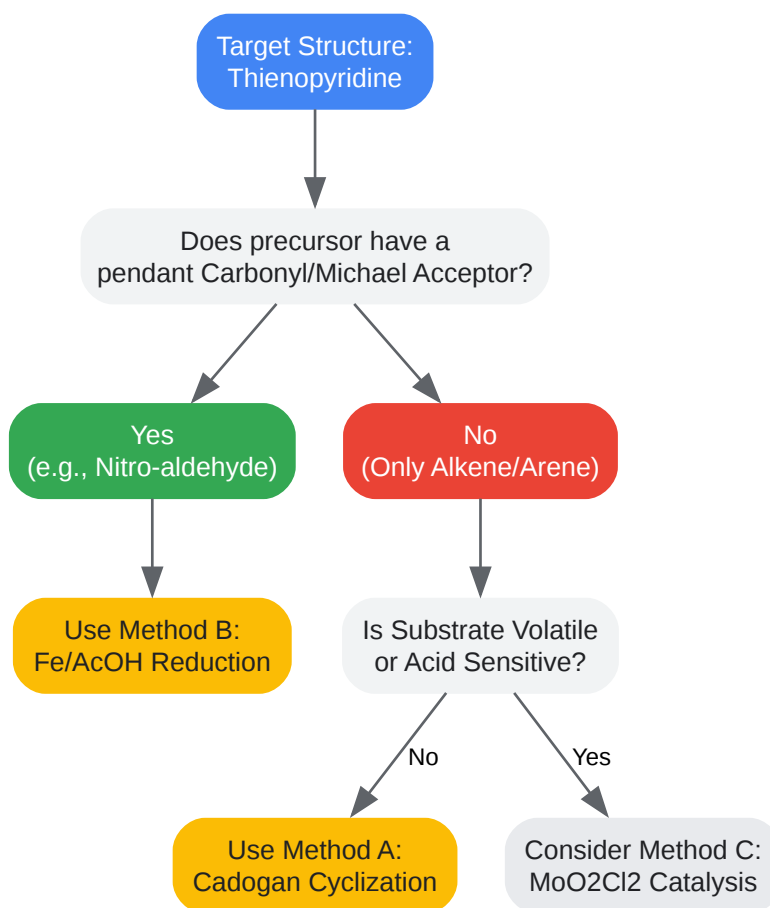 Target Structure:
Thienopyridine
Does precursor have a
pendant Carbonyl/Michael Acceptor?
Yes
(e.g., Nitro-aldehyde)
No
(Only Alkene/Arene)
Use Method B:
Fe/AcOH Reduction
Is Substrate Volatile
or Acid Sensitive?
No
Yes
Use Method A:
Cadogan Cyclization
Consider Method C:
MoO2Cl2 Catalysis